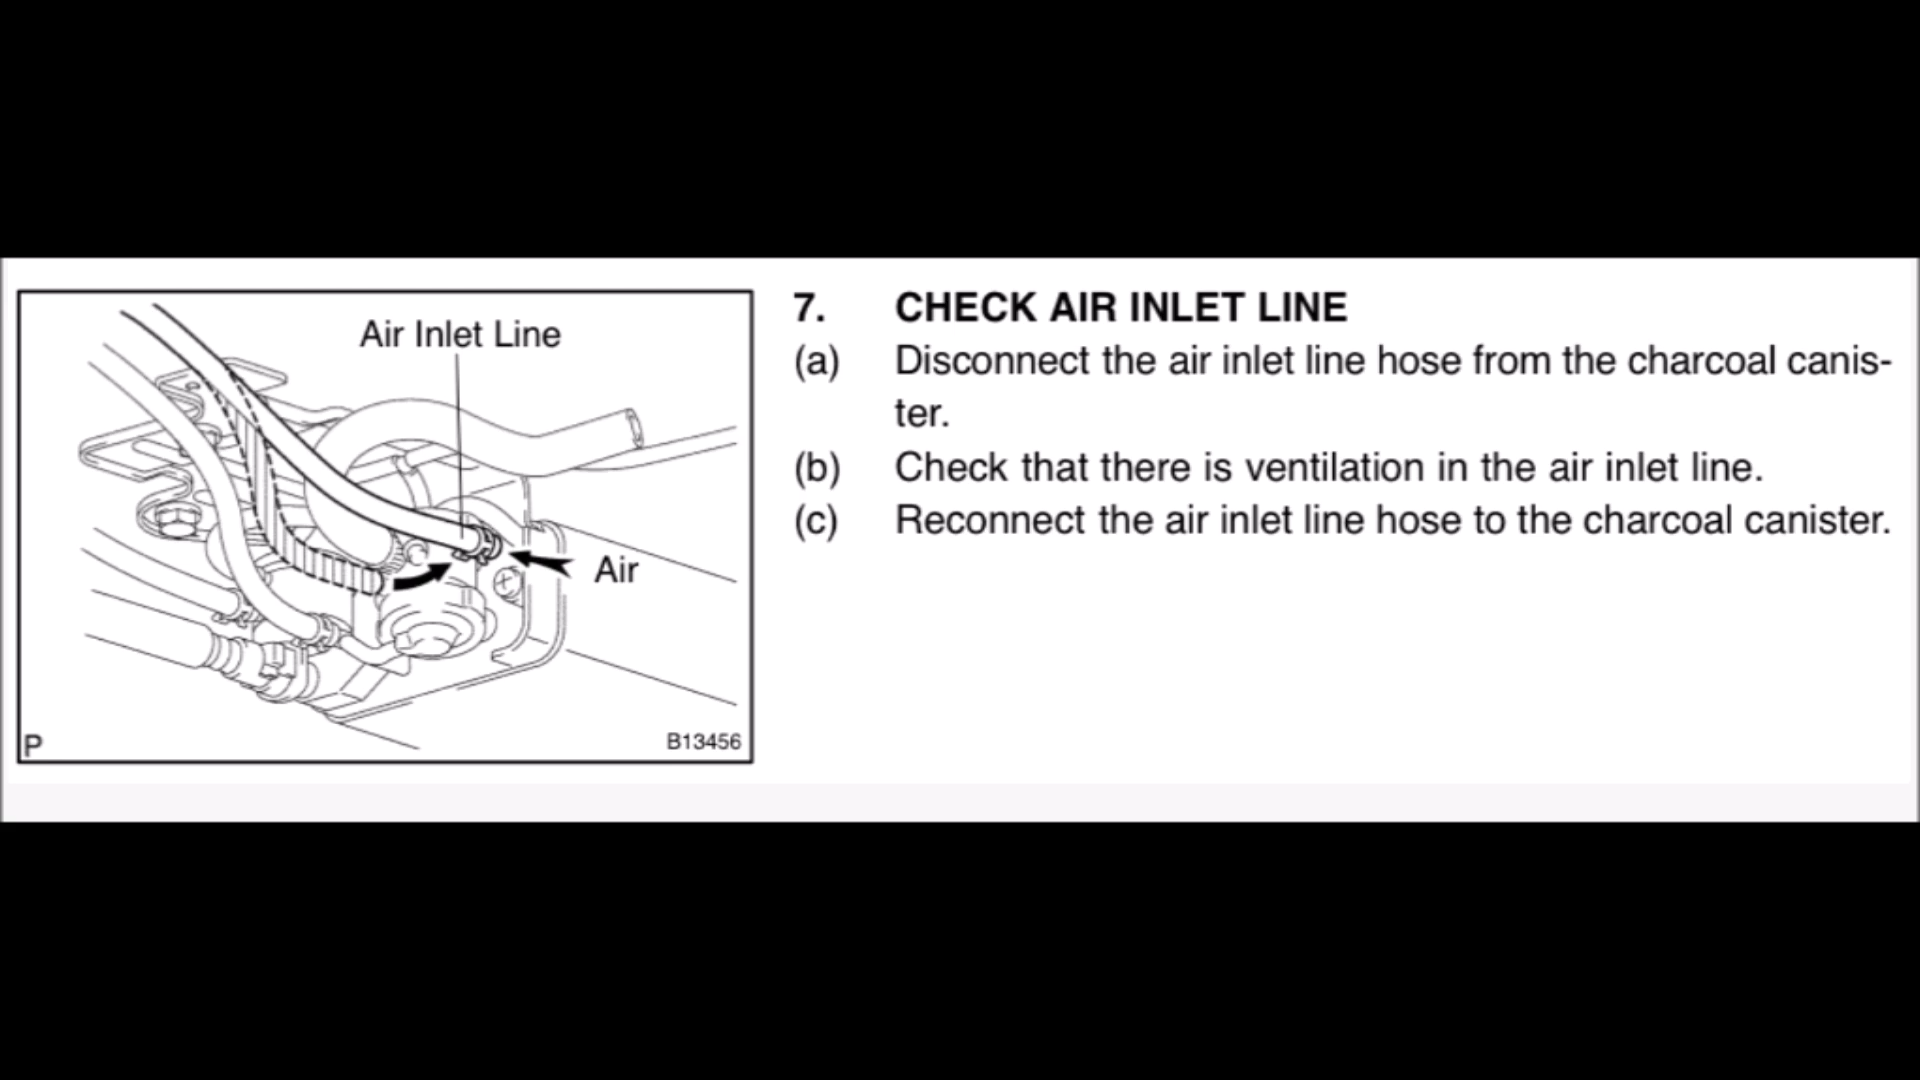 Air Inlet Line
Air
P
B13456
7. CHECK AIR INLET LINE
(a) Disconnect the air inlet line hose from the charcoal canis-
ter.
(b) Check that there is ventilation in the air inlet line.
(c) Reconnect the air inlet line hose to the charcoal canister.